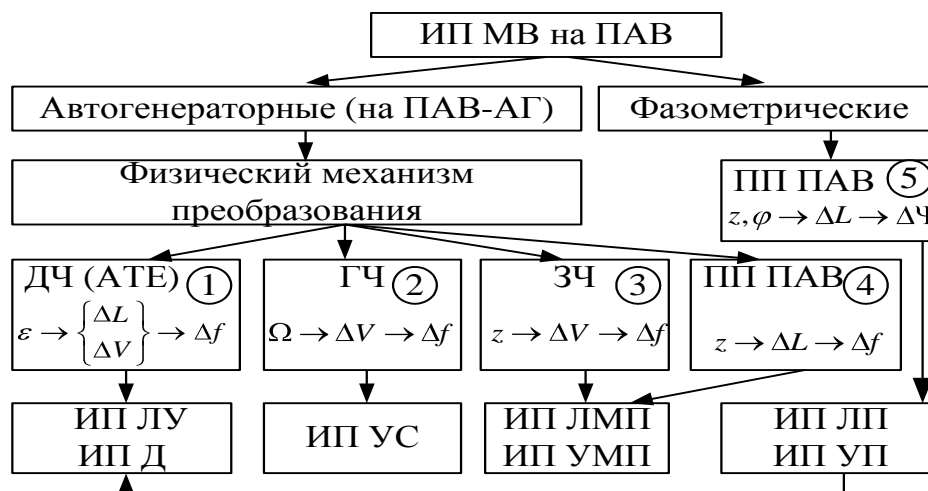 ИП МВ на ПАВ
Автогенераторные (на ПАВ-АГ)
Фазометрические
Физический механизм
преобразования
ПП ПАВ 5
z, φ → ΔL → ΔЧ
ДЧ (АТЕ) 1
ε → { ΔL ΔV } → Δf
ГЧ 2
Ω → ΔV → Δf
ЗЧ 3
z → ΔV → Δf
ПП ПАВ 4
z → ΔL → Δf
ИП ЛУ
ИП Д
ИП УС
ИП ЛМП
ИП УМП
ИП ЛП
ИП УП